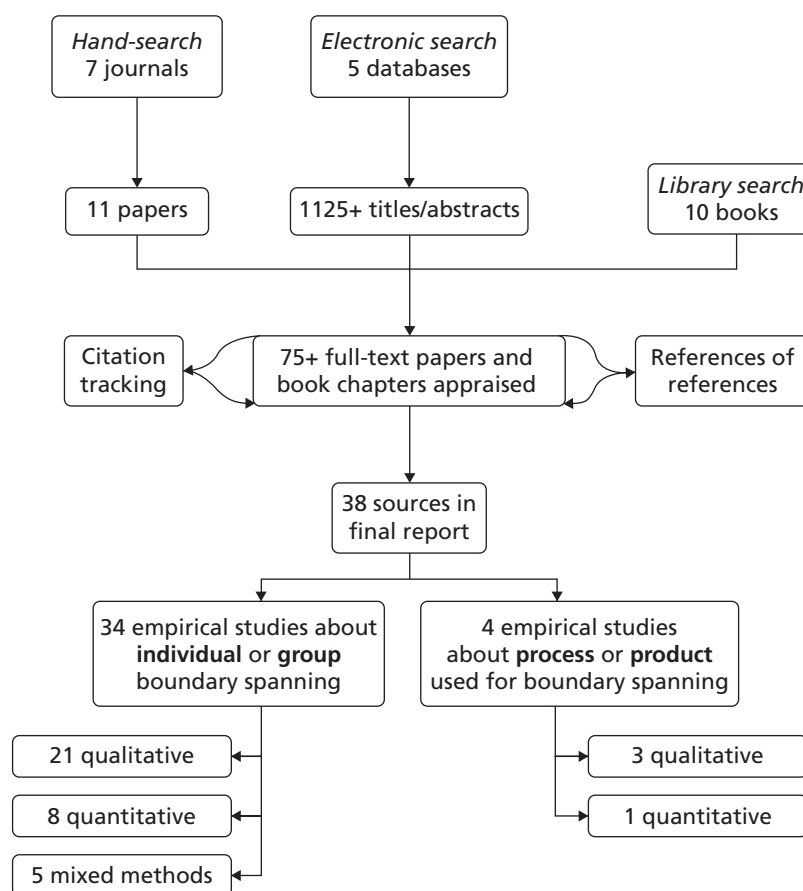 Hand-search
7 journals
Electronic search
5 databases
11 papers
1125+ titles/abstracts
Library search
10 books
Citation
tracking
75+ full-text papers and
book chapters appraised
References of
references
38 sources in
final report
34 empirical studies about
individual or group
boundary spanning
4 empirical studies
about process or product
used for boundary spanning
21 qualitative
3 qualitative
8 quantitative
1 quantitative
5 mixed methods